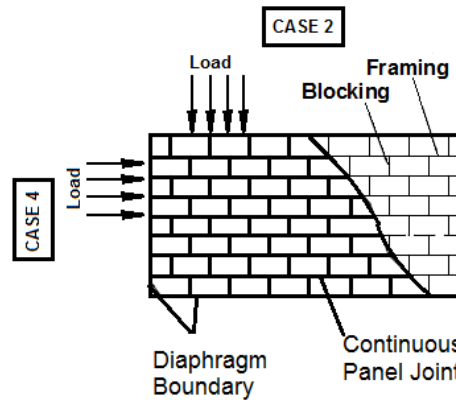 CASE 2
Load
Framing
Blocking
Load
CASE 4
Diaphragm
Boundary
Continuous
Panel Joint